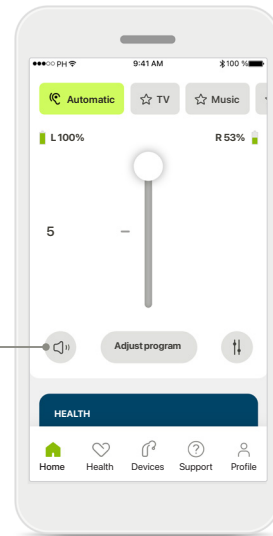 PH 9:41 AM 100 %
Automatic TV Music
L 100% R 53%
5
Adjust program
HEALTH
Home Health Devices Support Profile